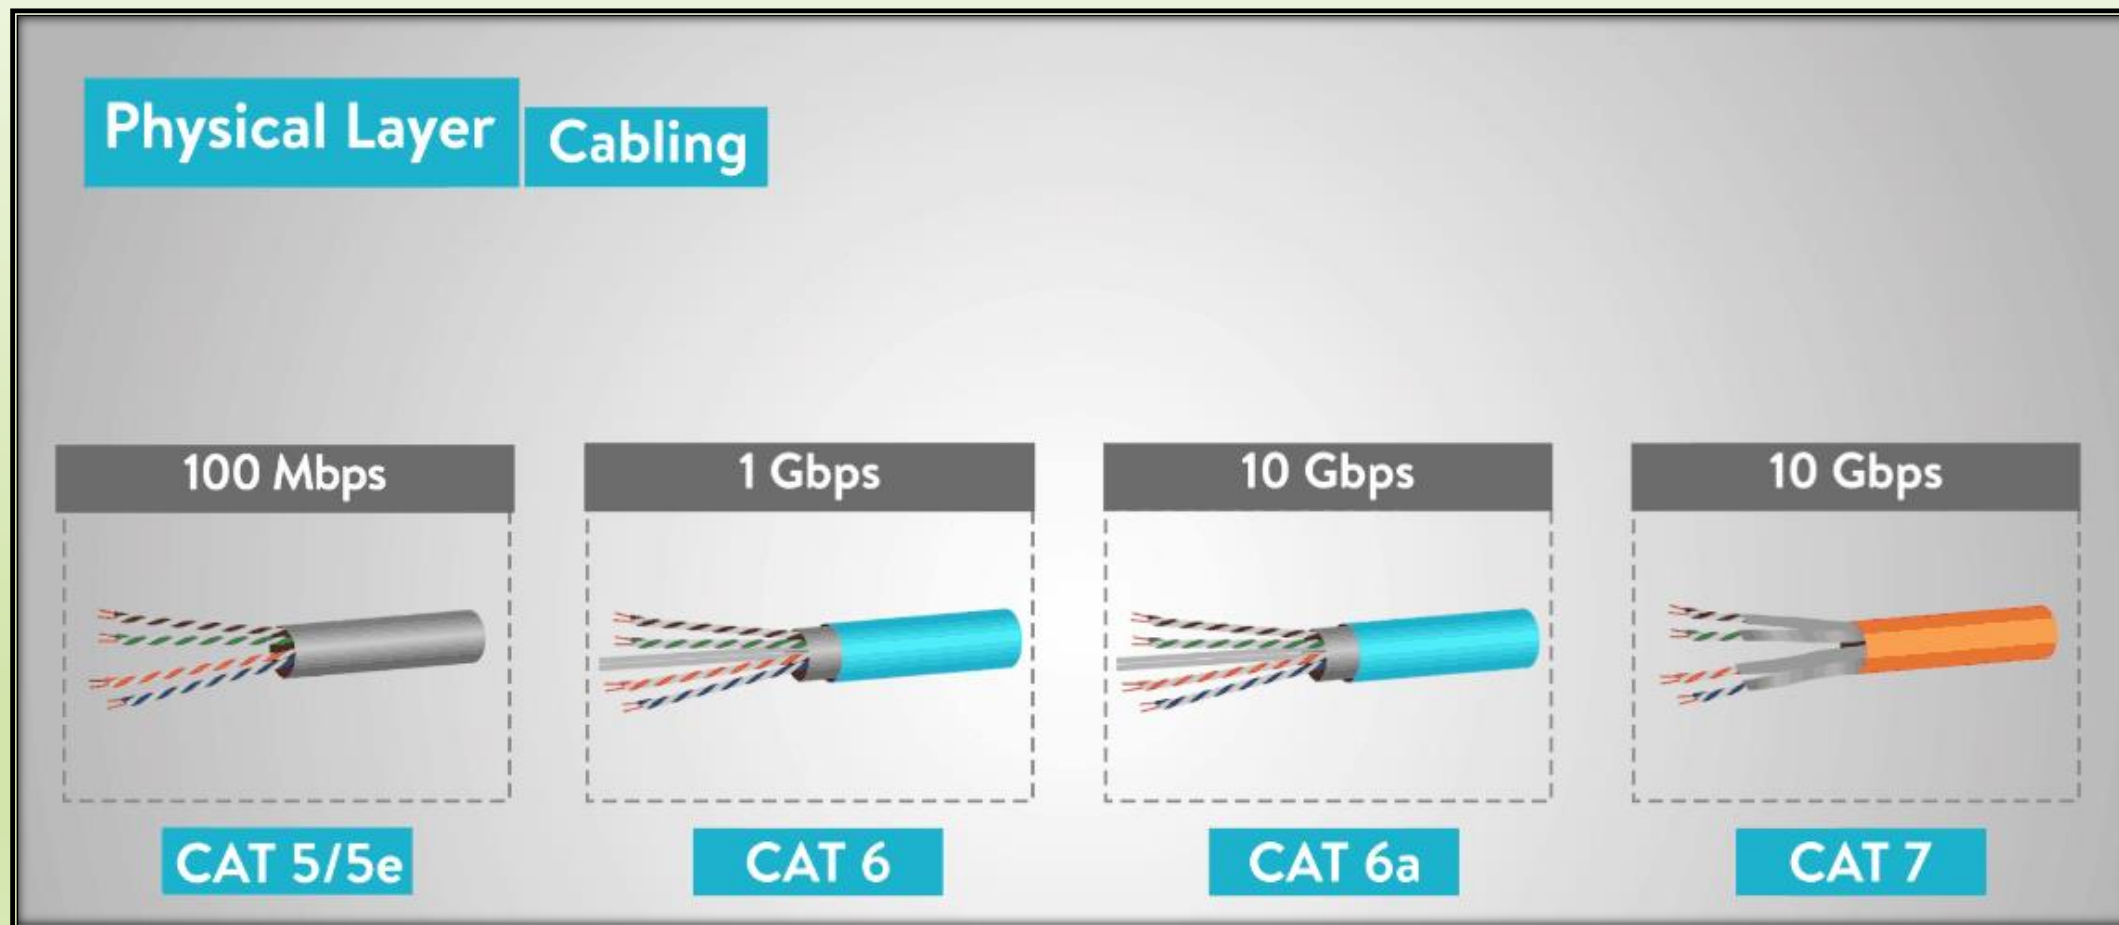 Physical Layer
Cabling
100 Mbps
1 Gbps
10 Gbps
10 Gbps
CAT 5/5e
CAT 6
CAT 6a
CAT 7